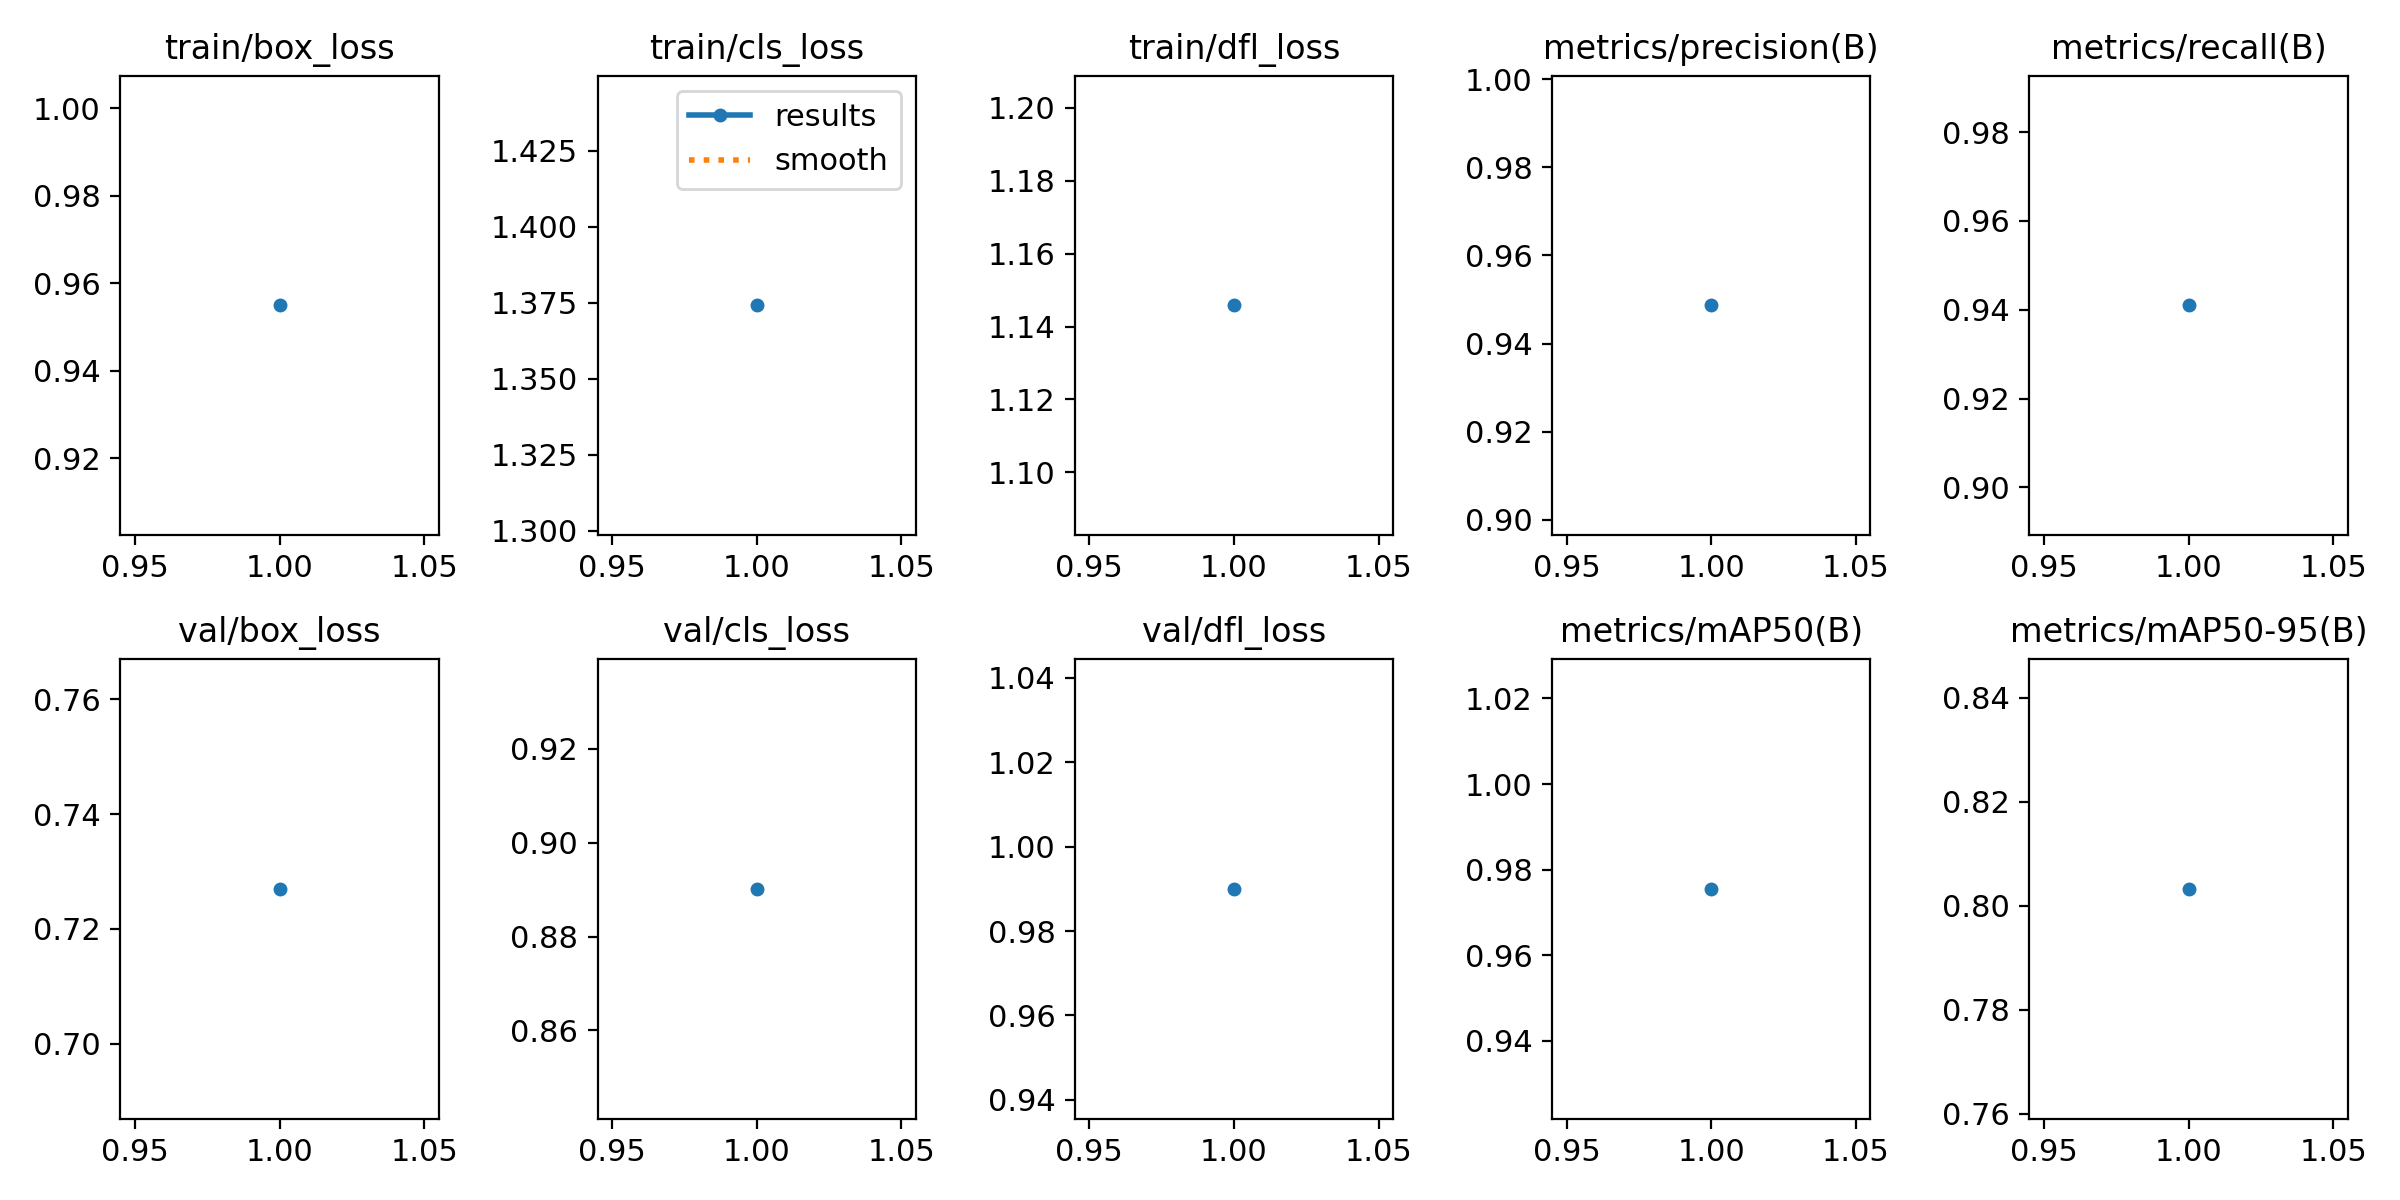 train/box_loss
1.00
0.98
0.96
0.94
0.92
0.95 1.00 1.05
train/cls_loss
results
smooth
1.425
1.400
1.375
1.350
1.325
1.300
0.95 1.00 1.05
train/dfl_loss
1.20
1.18
1.16
1.14
1.12
1.10
0.95 1.00 1.05
metrics/precision(B)
1.00
0.98
0.96
0.94
0.92
0.90
0.95 1.00 1.05
metrics/recall(B)
0.98
0.96
0.94
0.92
0.90
0.95 1.00 1.05
val/box_loss
0.76
0.74
0.72
0.70
0.95 1.00 1.05
val/cls_loss
0.92
0.90
0.88
0.86
0.95 1.00 1.05
val/dfl_loss
1.04
1.02
1.00
0.98
0.96
0.94
0.95 1.00 1.05
metrics/mAP50(B)
1.02
1.00
0.98
0.96
0.94
0.95 1.00 1.05
metrics/mAP50-95(B)
0.84
0.82
0.80
0.78
0.76
0.95 1.00 1.05